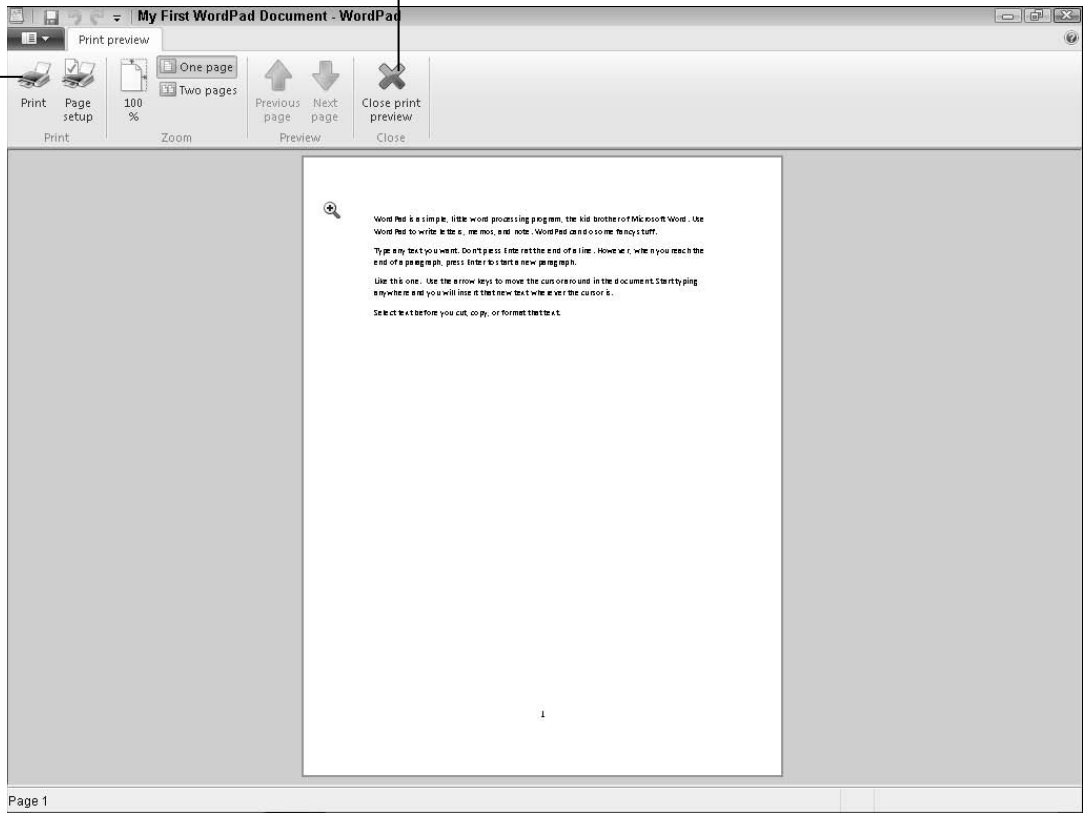 My First WordPad Document - WordPad
Print preview
One page
Two pages
Print
Page
setup
100
%
Previous
page
Next
page
Close print
preview
Print
Zoom
Preview
Close
WordPad is a simple, little word processing program, the kid brother of Microsoft Word. Use
WordPad to write letters, memos, and note. WordPad can do some fancy stuff.
Type any text you want. Don't press Enter at the end of a line. However, when you reach the
end of a paragraph, press Enter to start a new paragraph.
Like this one. Use the arrow keys to move the cursor around in the document. Start typing
anywhere and you will insert that new text wherever the cursor is.
Select text before you cut, copy, or format that text.
1
Page 1